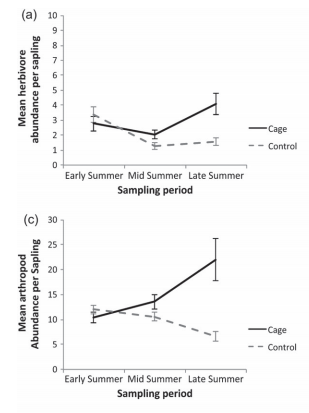 (a)
Mean herbivore
abundance per sapling
10
9
8
7
6
5
4
3
2
1
0
Cage
Control
Early Summer Mid Summer Late Summer
Sampling period
(c)
Mean arthropod
Abundance per Sapling
30
25
20
15
10
5
0
Cage
Control
Early Summer Mid Summer Late Summer
Sampling period